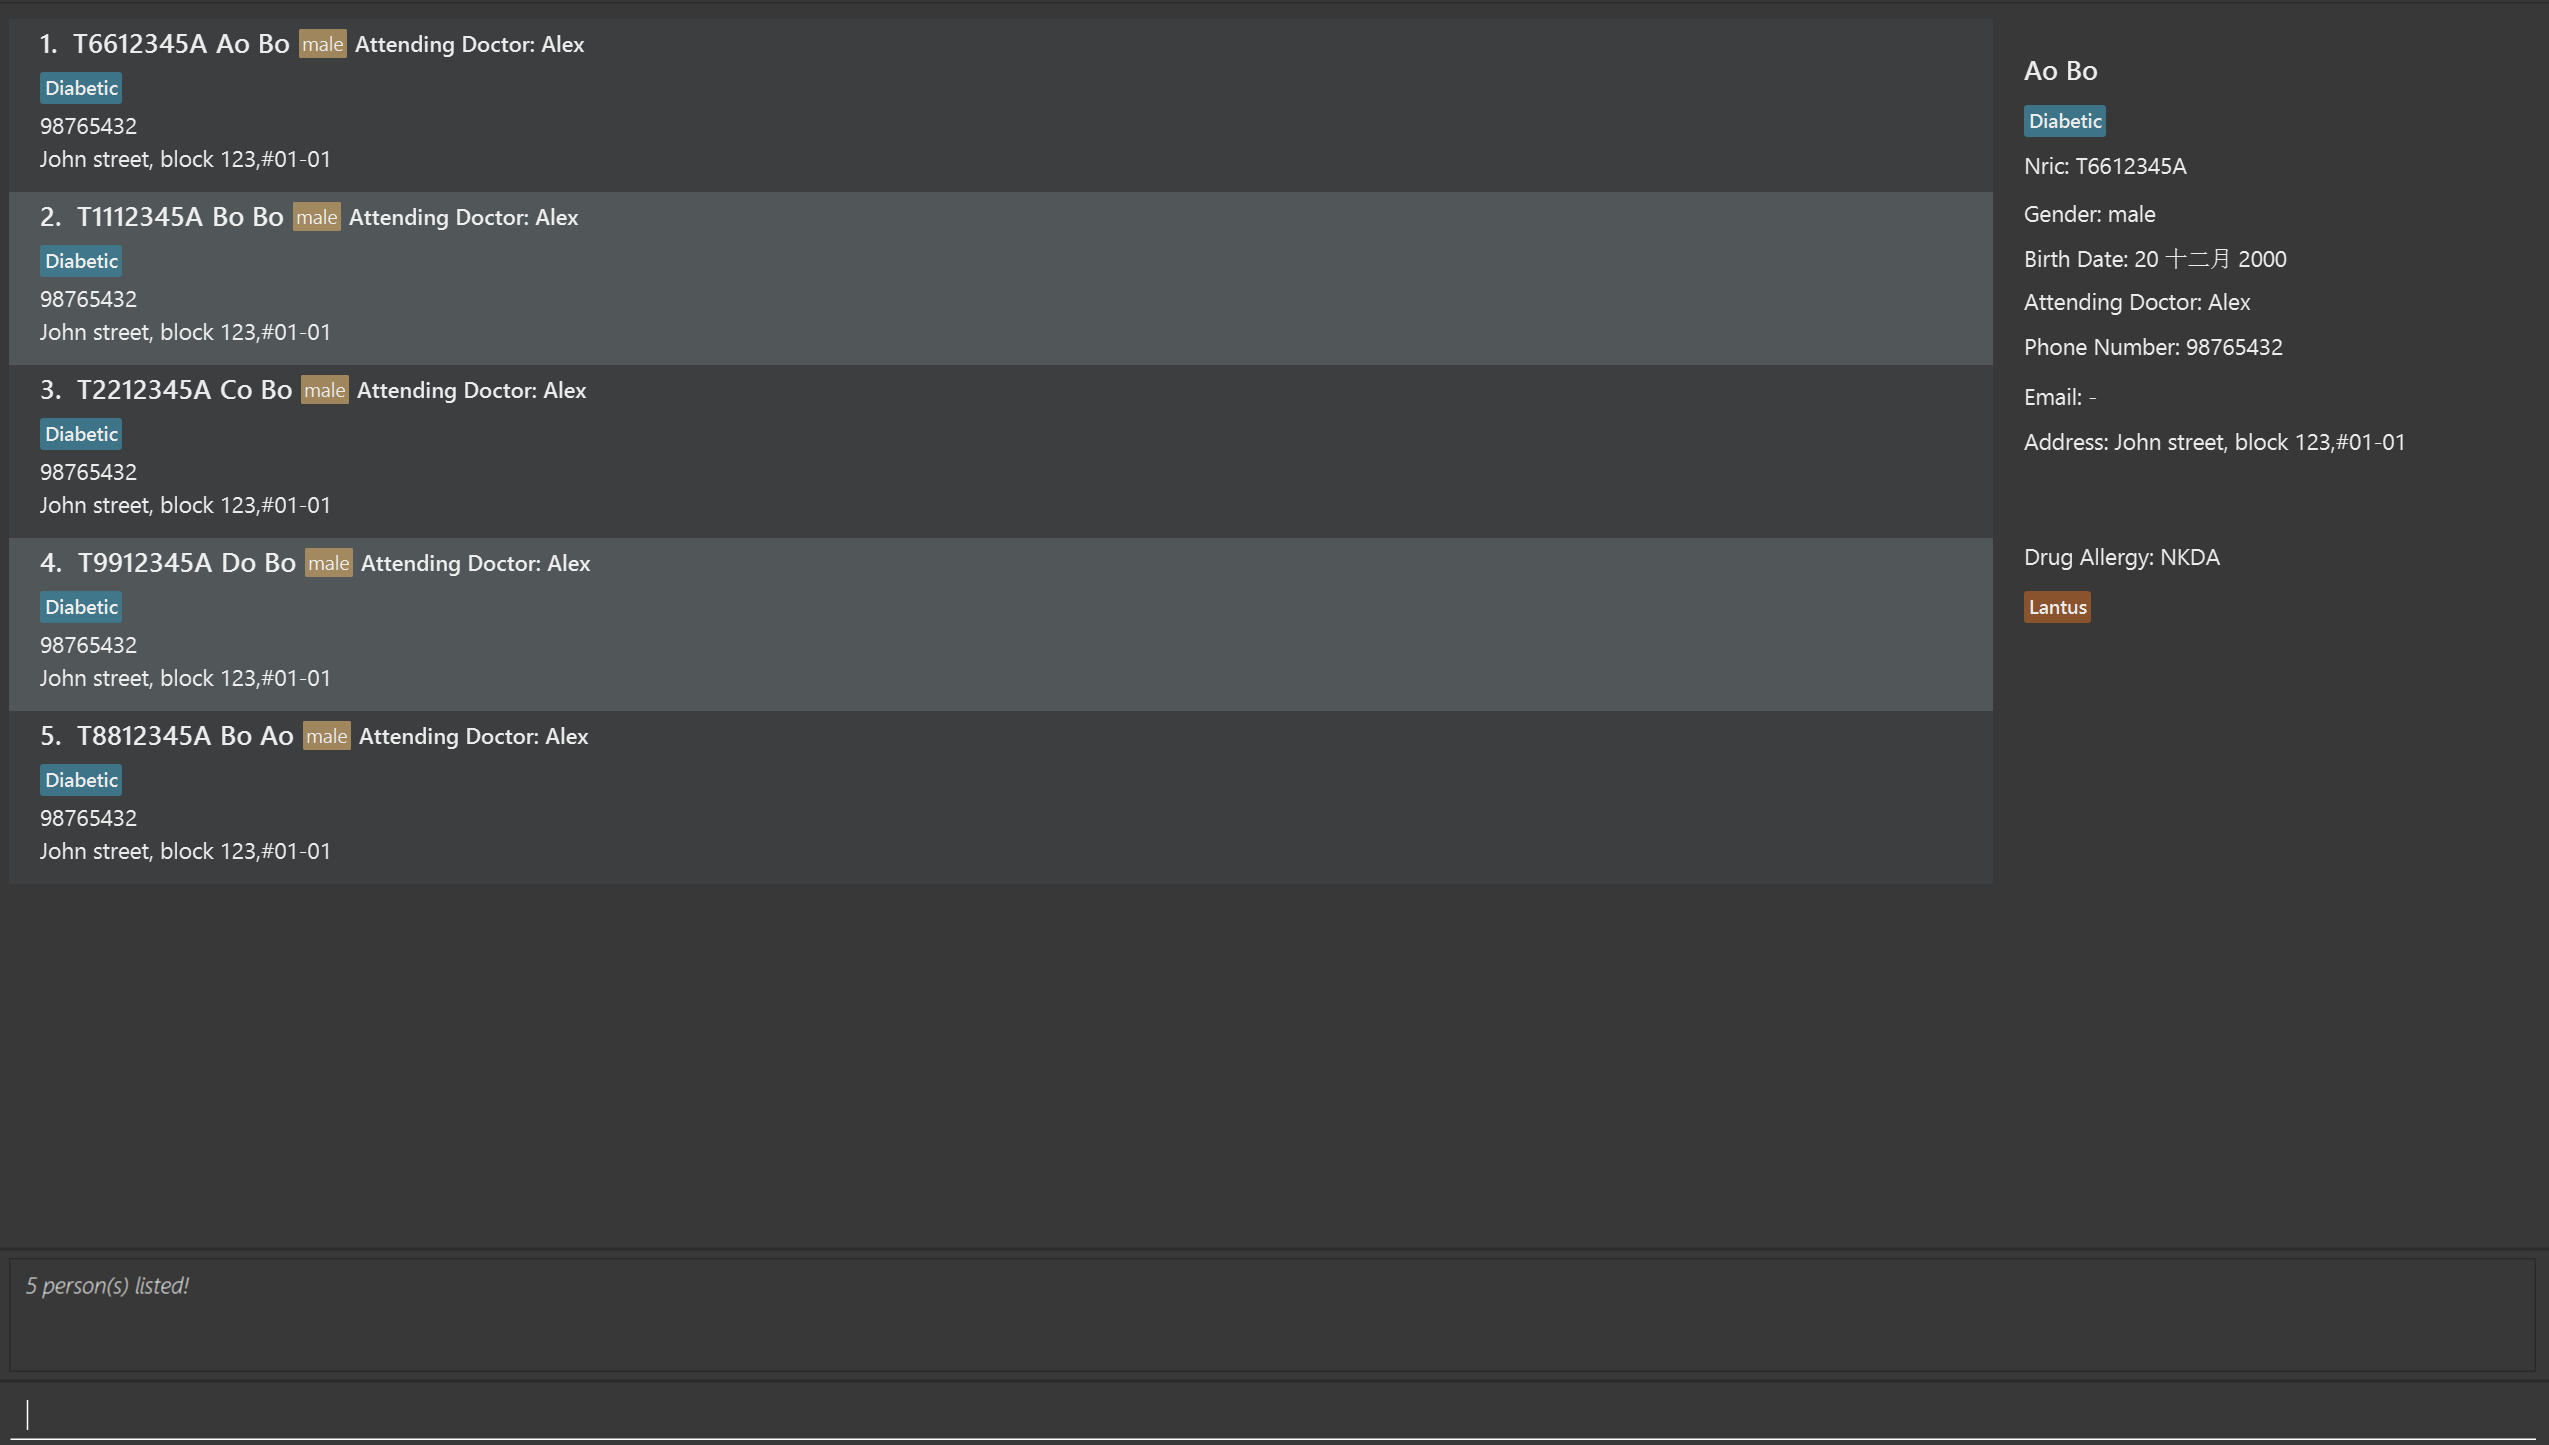 1. T6612345A Ao Bo male Attending Doctor: Alex
Diabetic
98765432
John street, block 123,#01-01
2. T1112345A Bo Bo male Attending Doctor: Alex
Diabetic
98765432
John street, block 123,#01-01
3. T2212345A Co Bo male Attending Doctor: Alex
Diabetic
98765432
John street, block 123,#01-01
4. T9912345A Do Bo male Attending Doctor: Alex
Diabetic
98765432
John street, block 123,#01-01
5. T8812345A Bo Ao male Attending Doctor: Alex
Diabetic
98765432
John street, block 123,#01-01
Ao Bo
Diabetic
Nric: T6612345A
Gender: male
Birth Date: 20 十二月 2000
Attending Doctor: Alex
Phone Number: 98765432
Email: -
Address: John street, block 123,#01-01
Drug Allergy: NKDA
Lantus
5 person(s) listed!